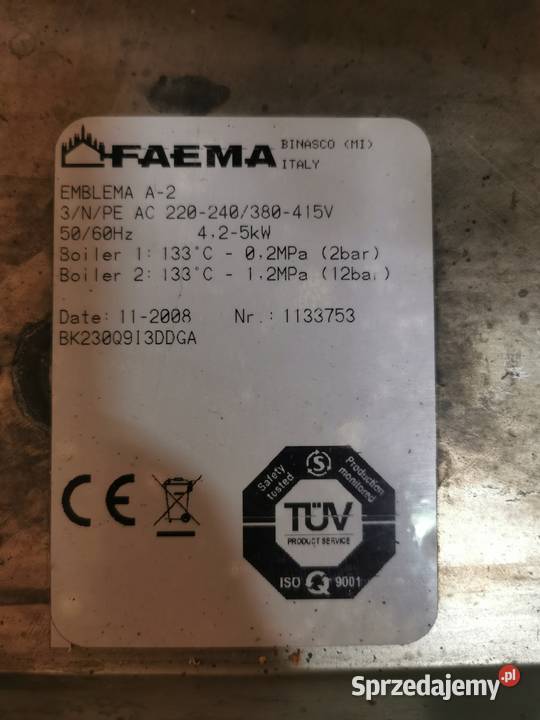 FAEMA BINASCO (MI)
ITALY
EMBLEMA A-2
3/N/PE AC 220-240/380-415V
50/60Hz 4.2-5kW
Boiler 1: 133°C - 0.2MPa (2bar)
Boiler 2: 133°C - 1.2MPa (12bar)
Date: 11-2008 Nr.: 1133753
BK230Q9I3DDGA
CE
Safety tested
Production monitored
S
TÜV
PRODUCT SERVICE
ISO Q 9001
Sprzedajemy.pl